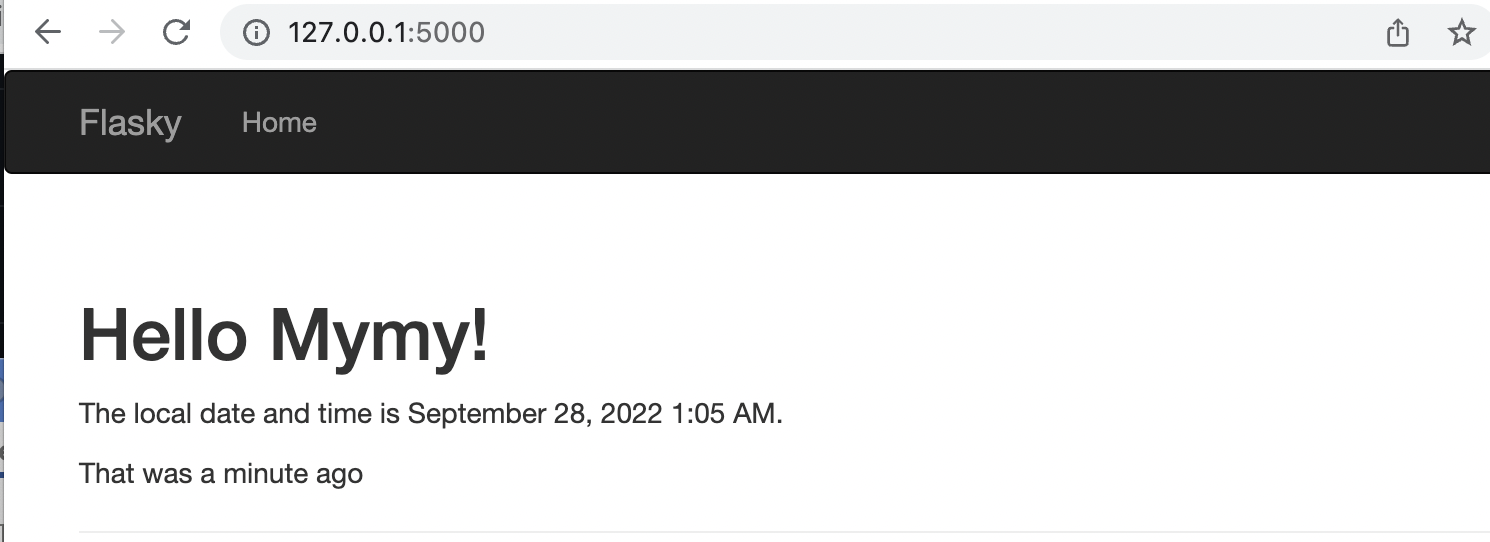 127.0.0.1:5000
Flasky Home
Hello Mymy!
The local date and time is September 28, 2022 1:05 AM.
That was a minute ago